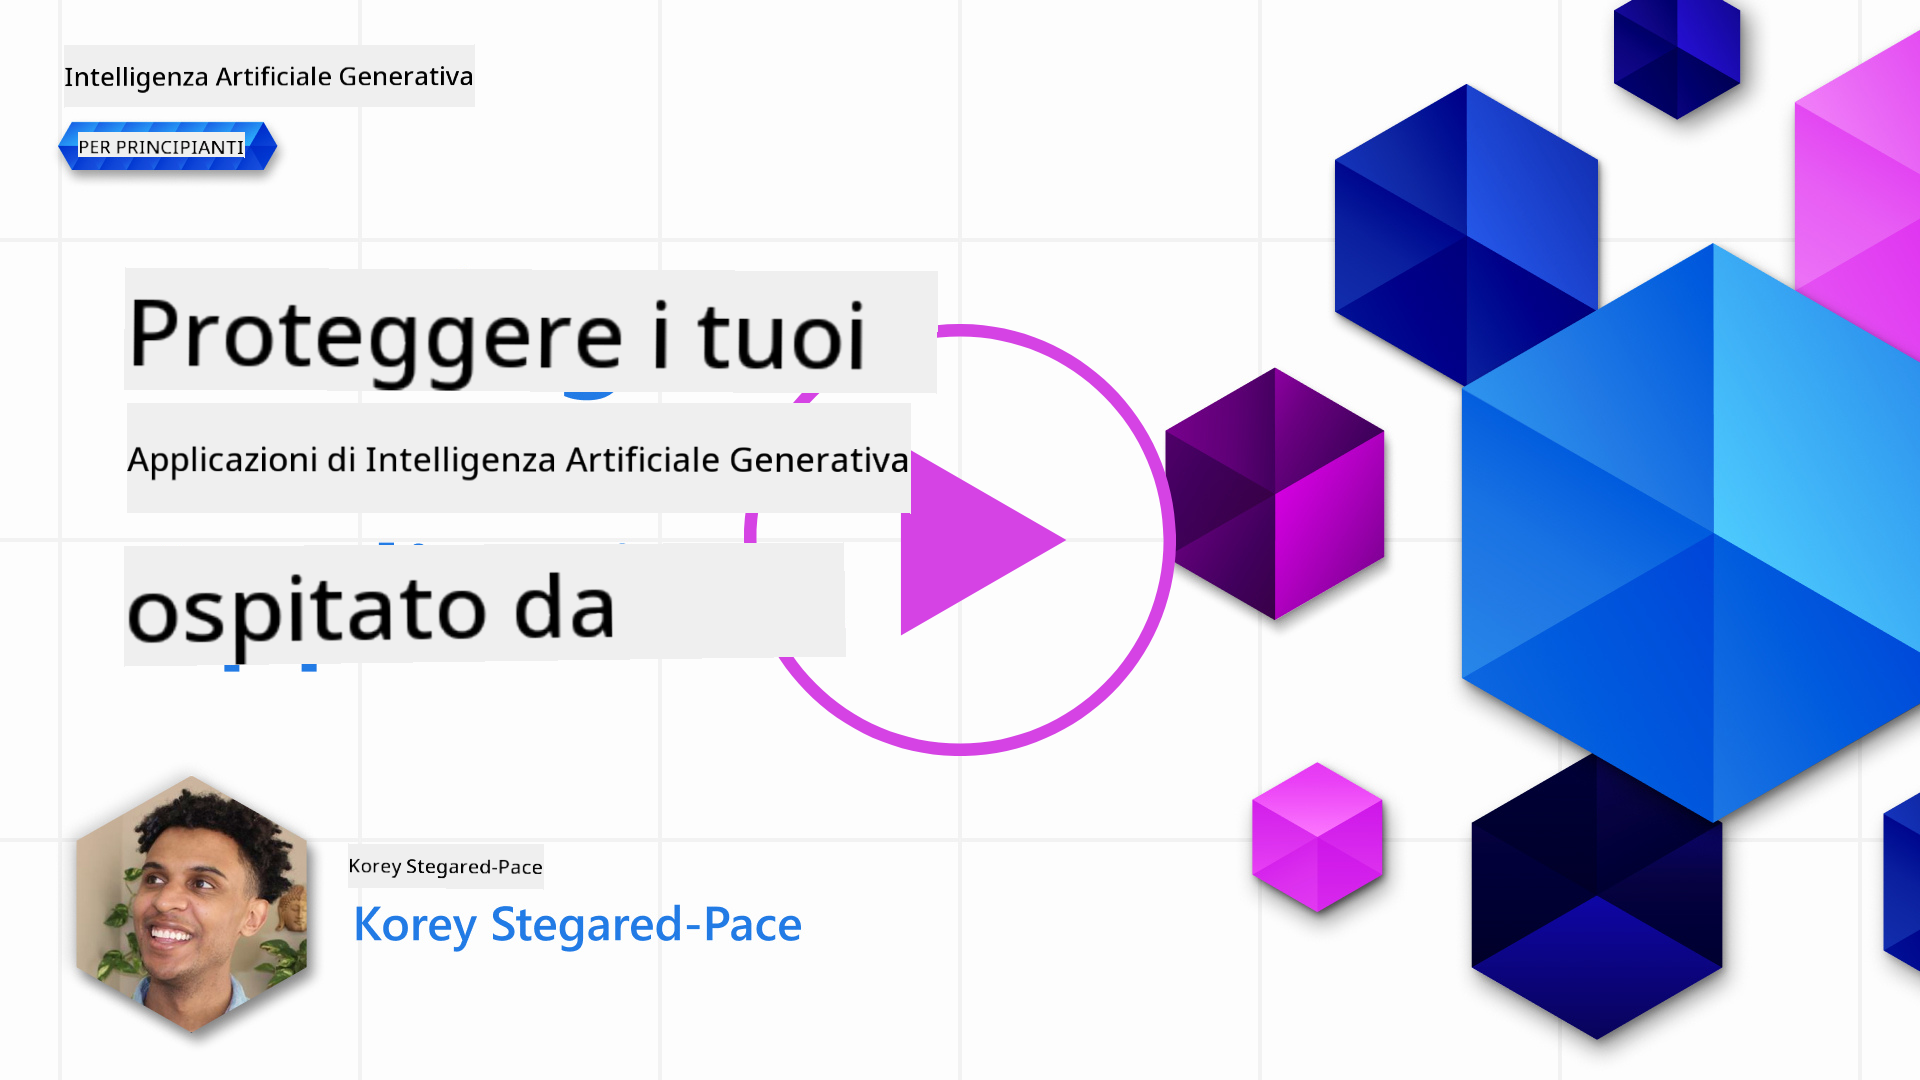 Intelligenza Artificiale Generativa
PER PRINCIPIANTI
Proteggere i tuoi
Applicazioni di Intelligenza Artificiale Generativa
ospitato da
Korey Stegared-Pace
Korey Stegared-Pace